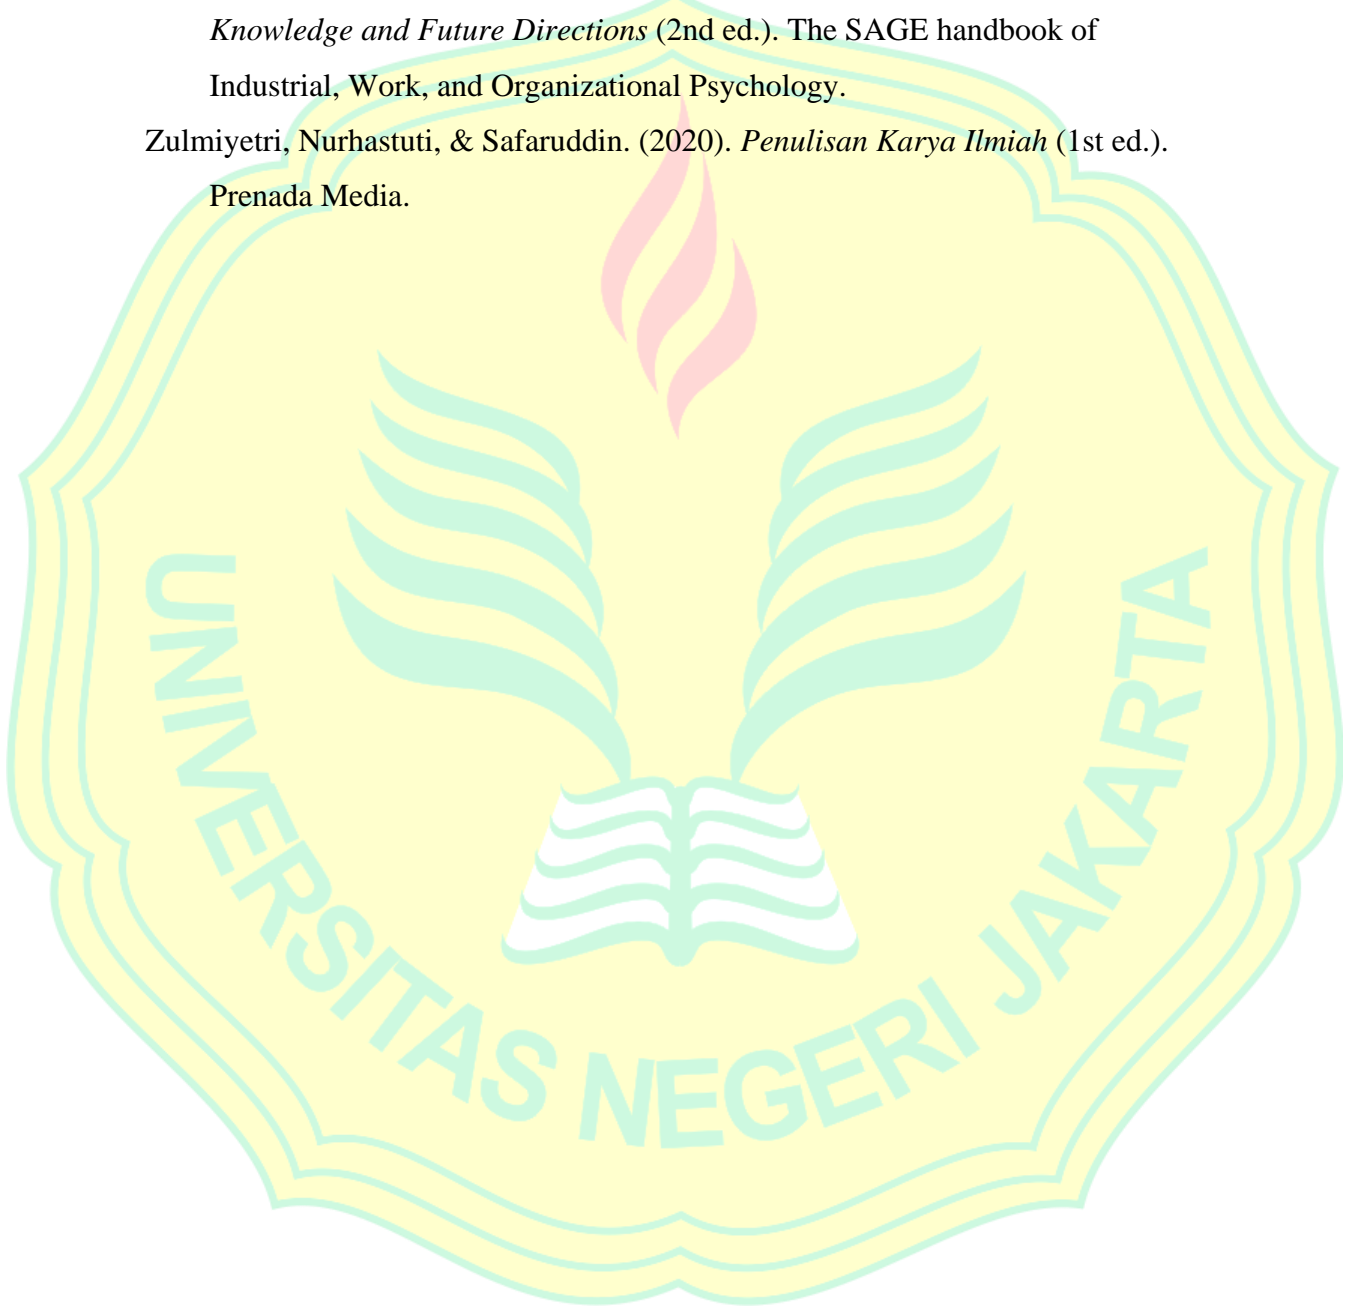 Knowledge and Future Directions (2nd ed.). The SAGE handbook of
Industrial, Work, and Organizational Psychology.
Zulmiyetri, Nurhastuti, & Safaruddin. (2020). Penulisan Karya Ilmiah (1st ed.).
Prenada Media.
UNIVERSITAS NEGERI JAKARTA